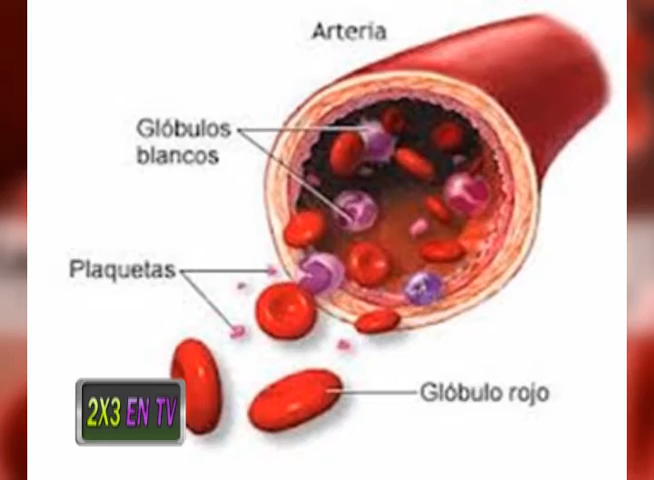 Arteria
Glóbulos
blancos
Plaquetas
Glóbulo rojo
2X3 EN TV